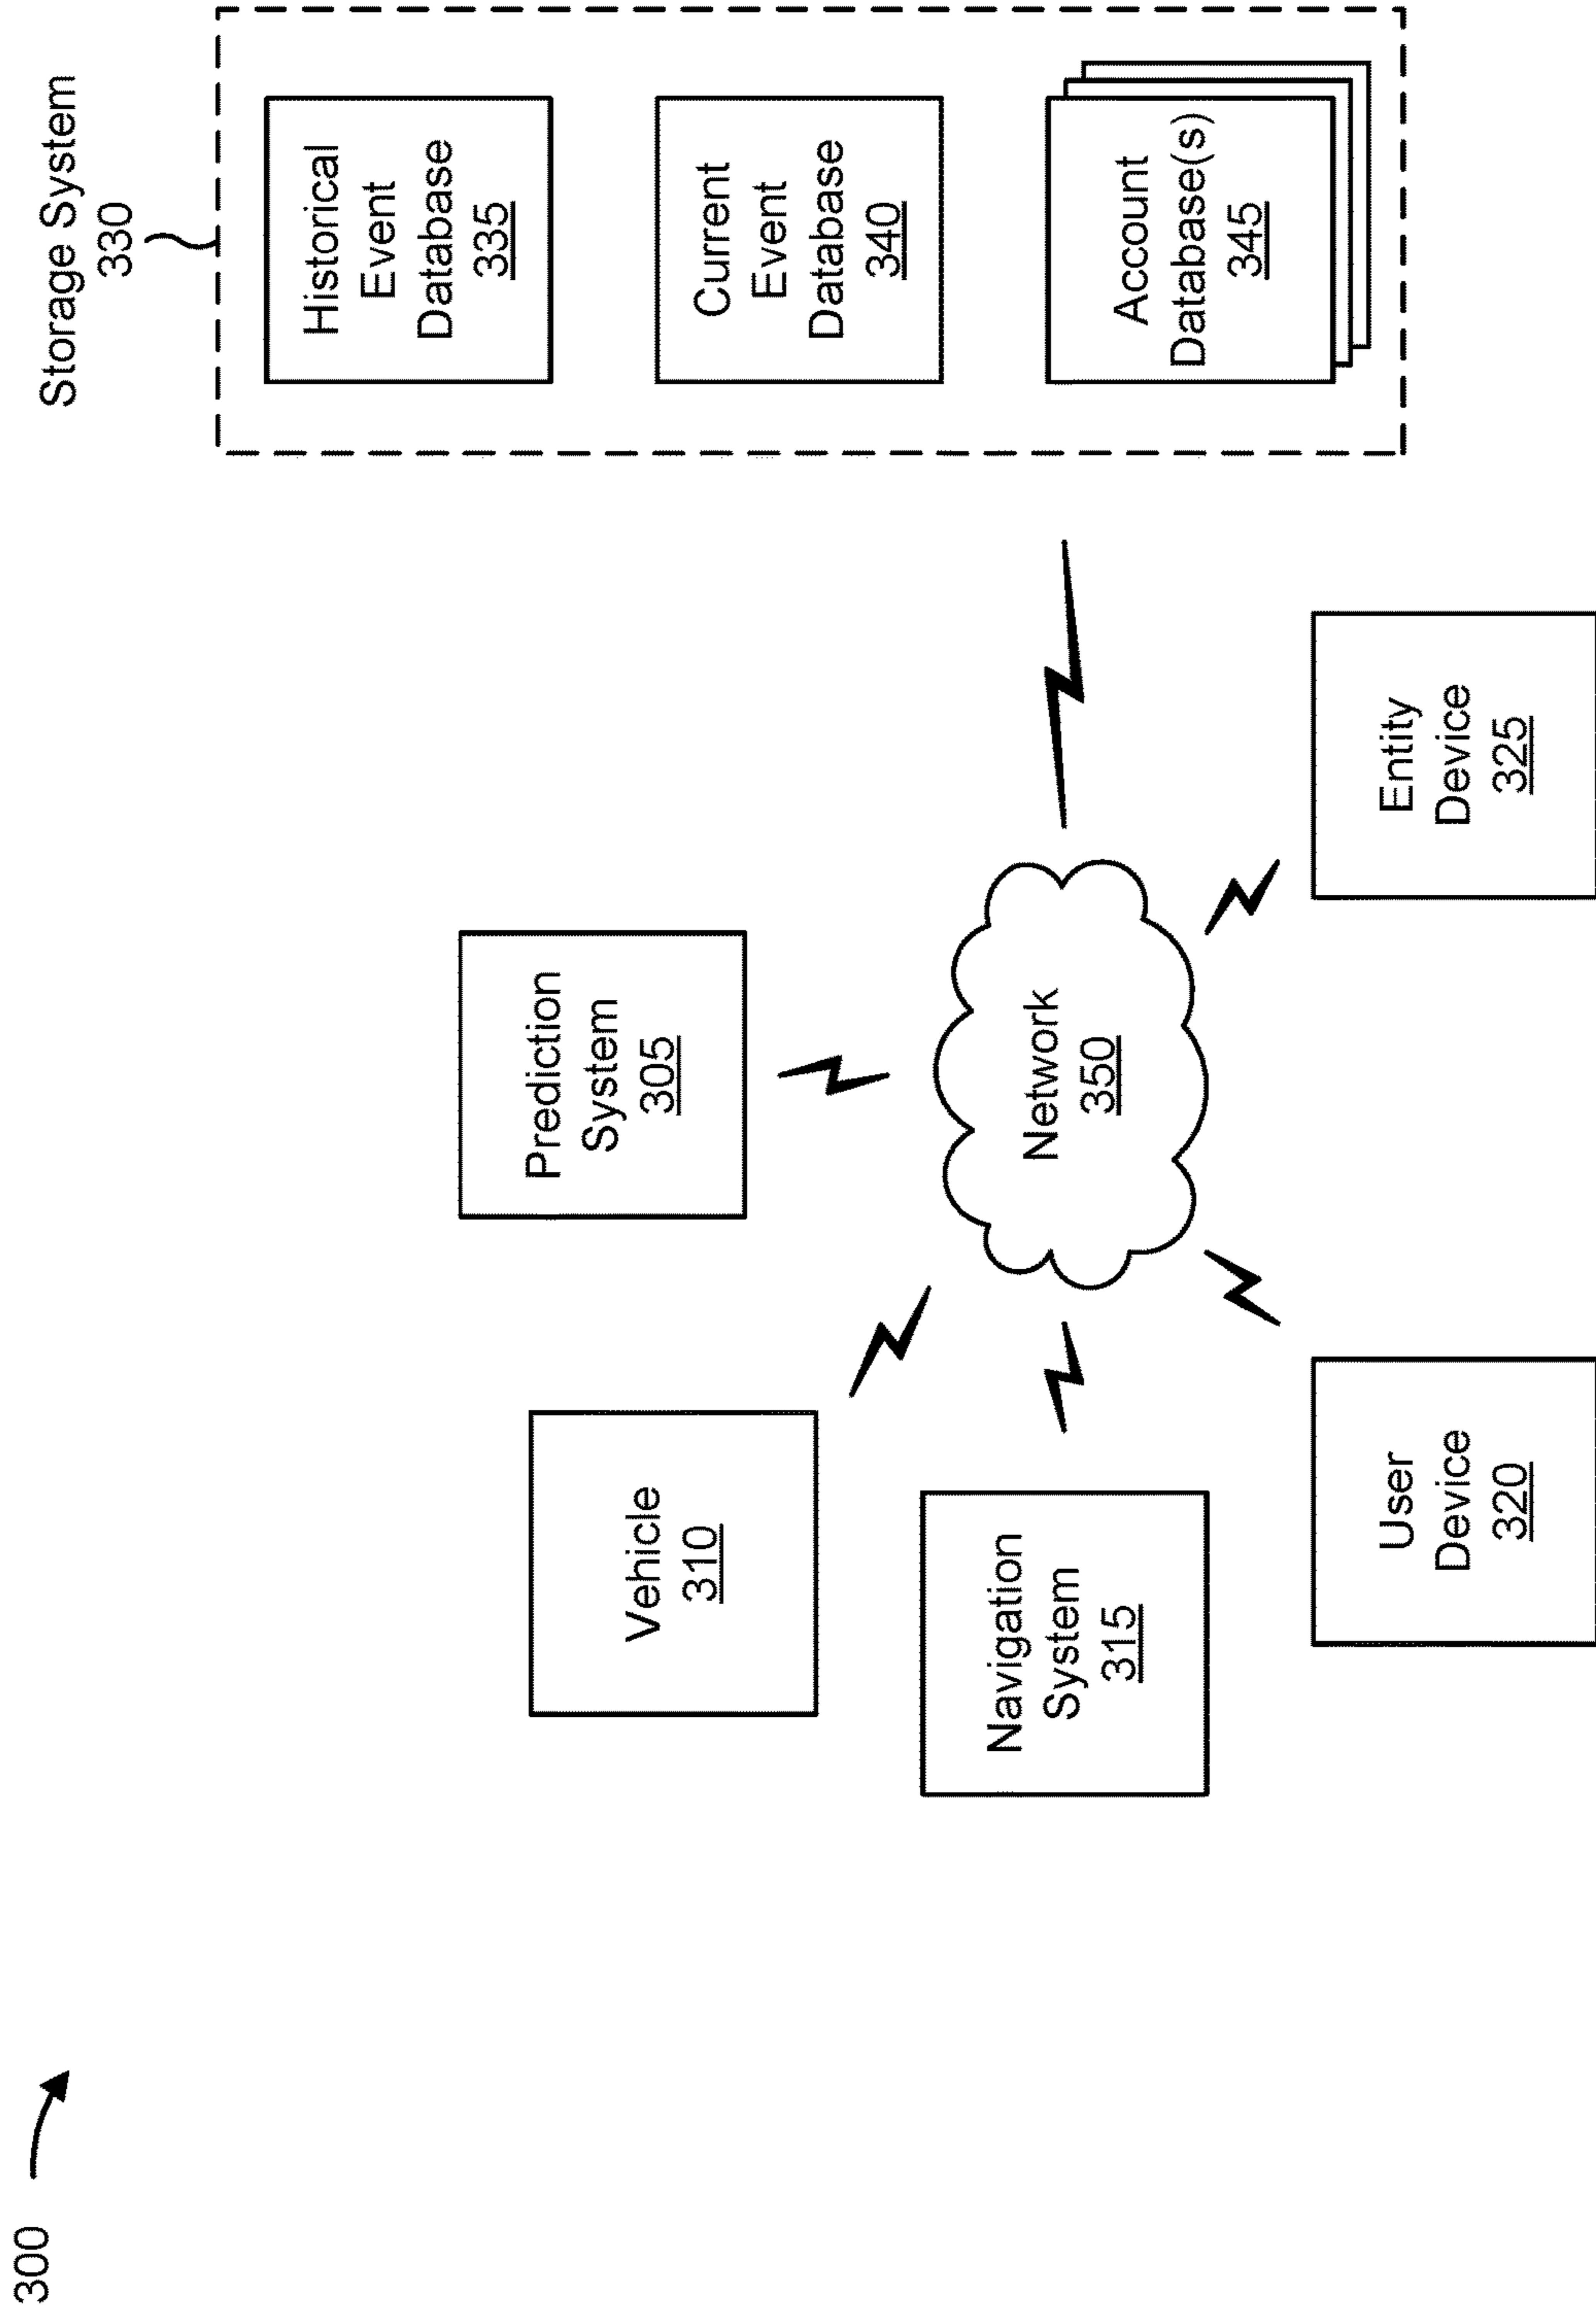 300
Storage System
330
Historical
Event
Database
335
Current
Event
Database
340
Account
Database(s)
345
Prediction
System
305
Vehicle
310
Navigation
System
315
Network
350
User
Device
320
Entity
Device
325